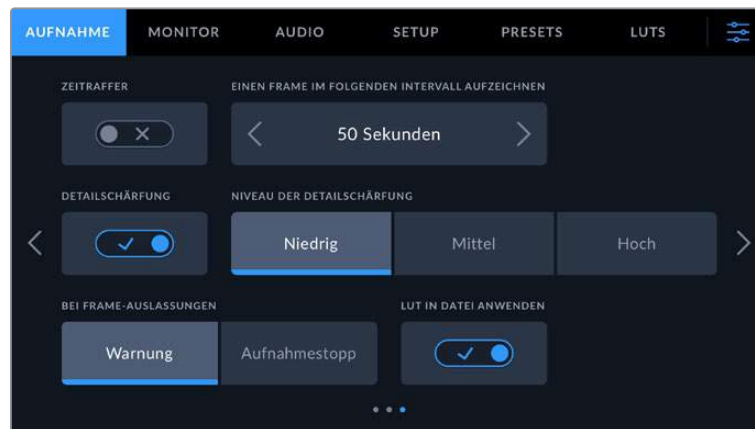 AUFNAHME MONITOR AUDIO SETUP PRESETS LUTS
ZEITRAFFER EINEN FRAME IM FOLGENDEN INTERVALL AUFZEICHNEN
50 Sekunden
DETAILSCHÄRFUNG NIVEAU DER DETAILSCHÄRFUNG
Niedrig Mittel Hoch
BEI FRAME-AUSLASSUNGEN LUT IN DATEI ANWENDEN
Warnung Aufnahmestopp